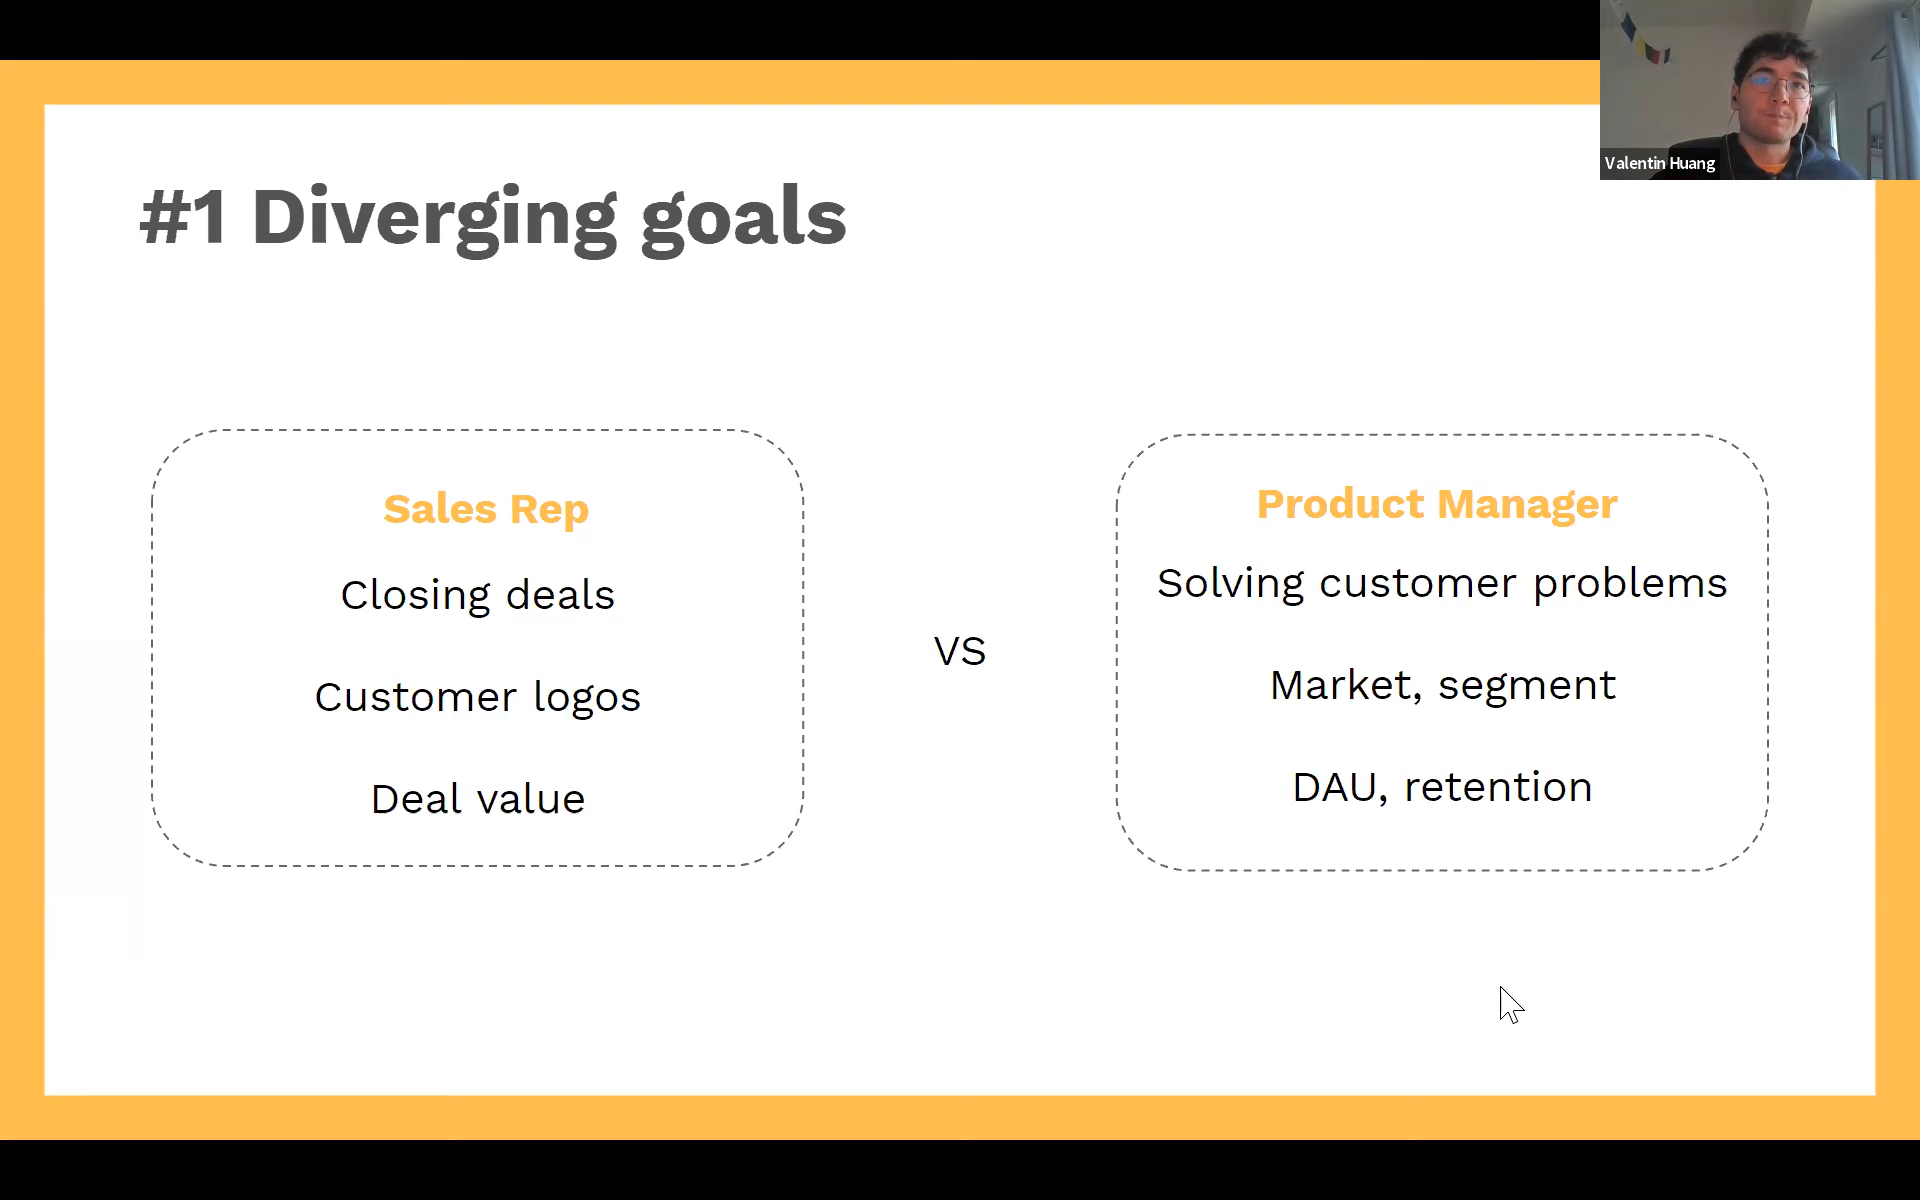 Valentin Huang
#1 Diverging goals
Sales Rep
Closing deals
Customer logos
Deal value
VS
Product Manager
Solving customer problems
Market, segment
DAU, retention